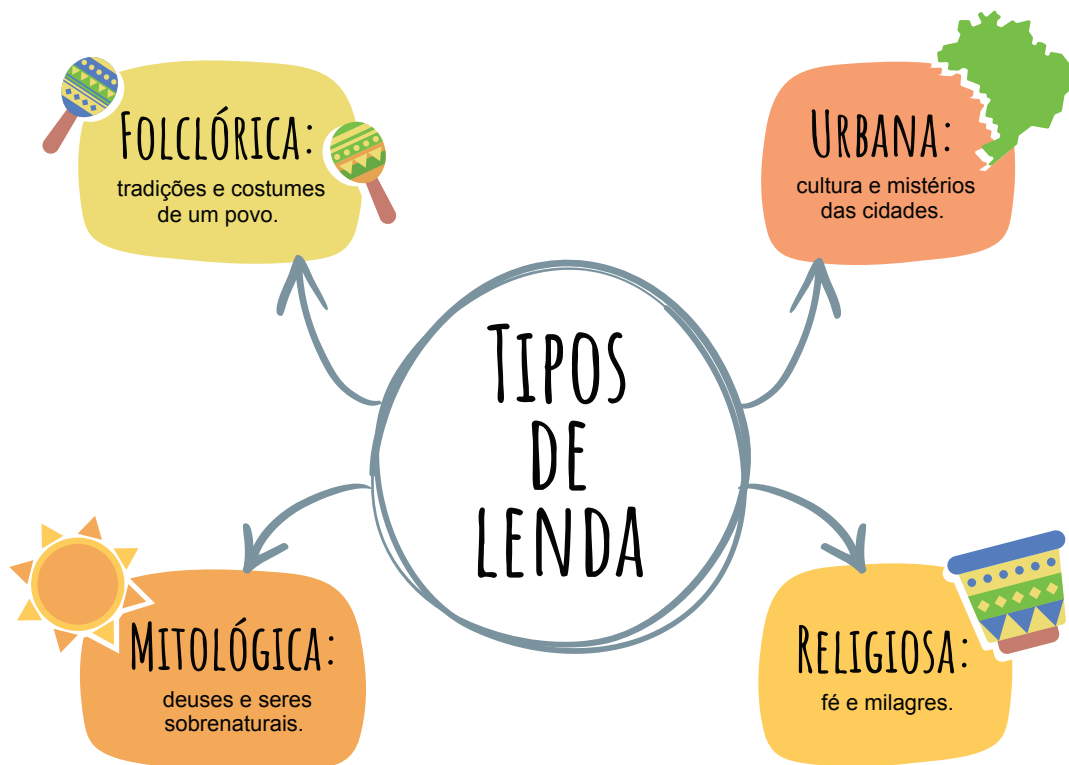 FOLCLÓRICA:
tradições e costumes
de um povo.
URBANA:
cultura e mistérios
das cidades.
TIPOS
DE
LENDA
MITOLÓGICA:
deuses e seres
sobrenaturais.
RELIGIOSA:
fé e milagres.